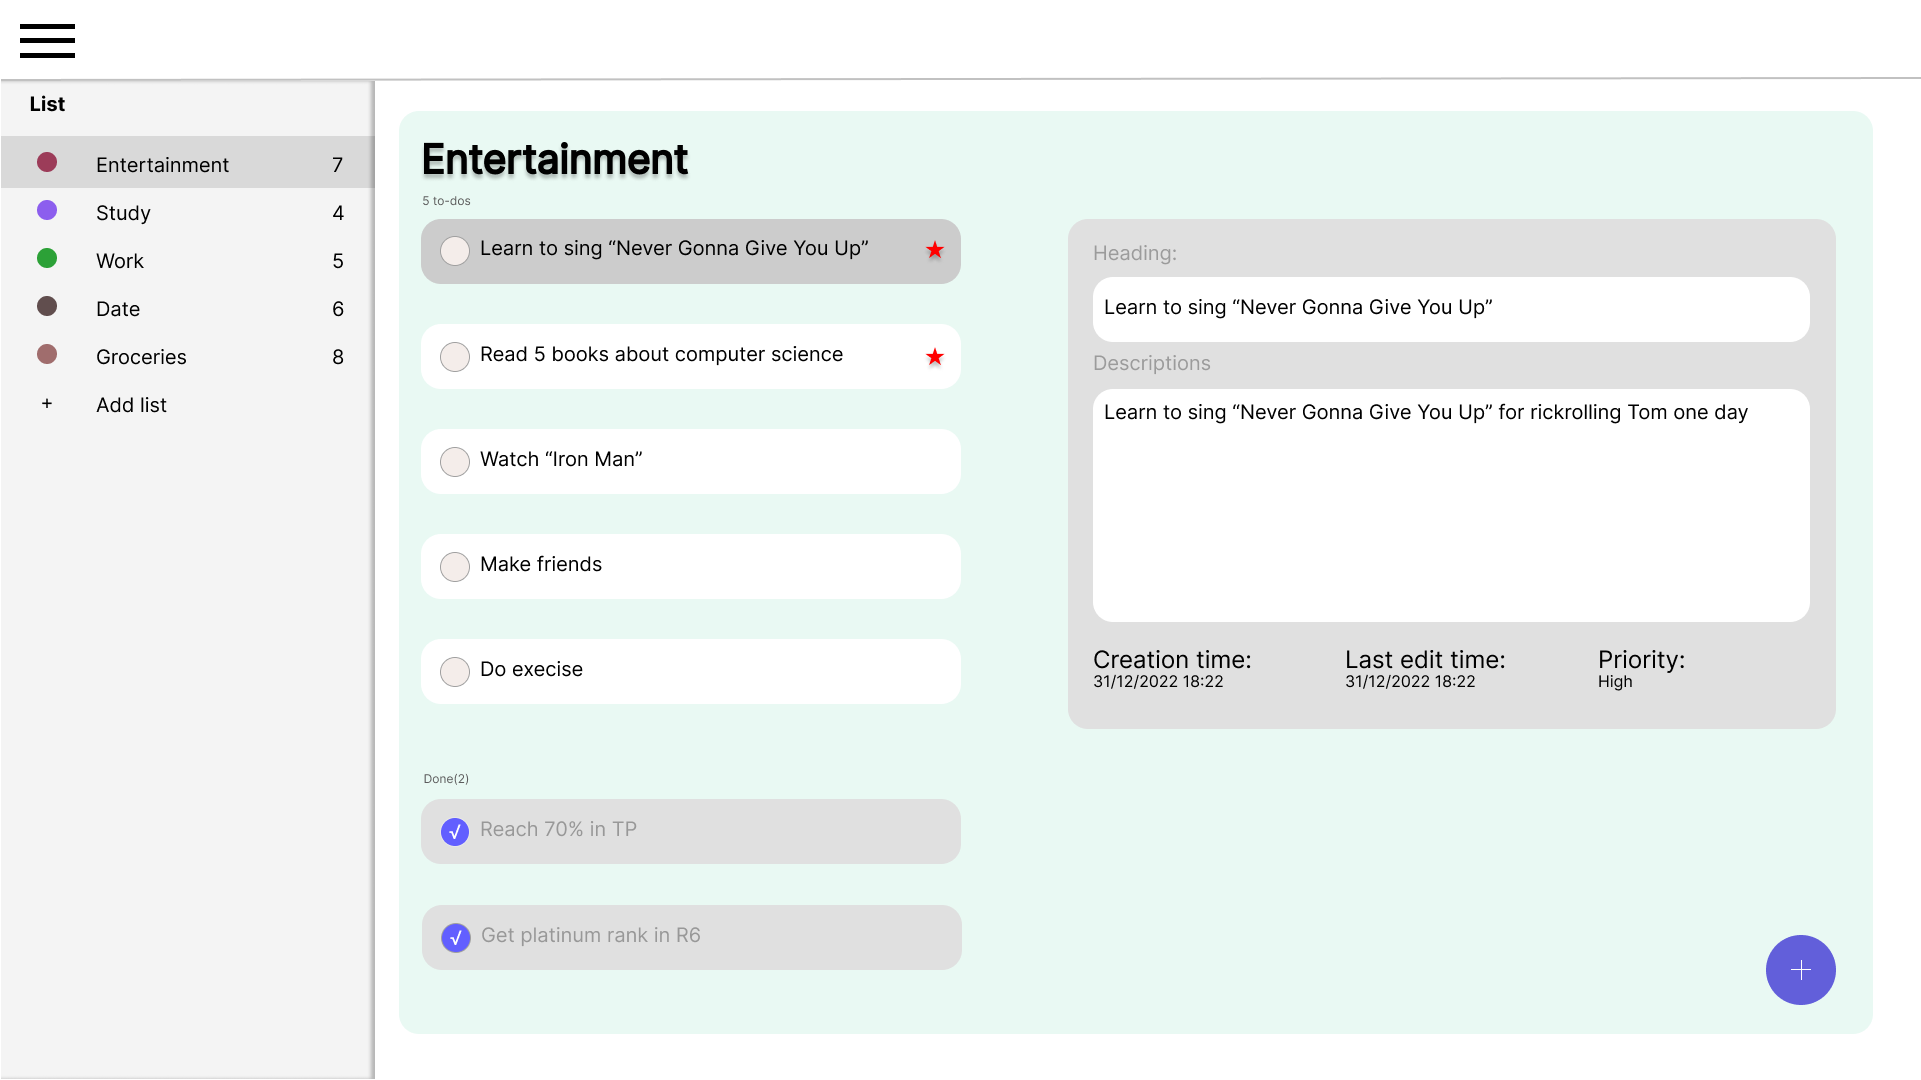 List
Entertainment 7
Study 4
Work 5
Date 6
Groceries 8
+ Add list
Entertainment
5 to-dos
Learn to sing “Never Gonna Give You Up”
Read 5 books about computer science
Watch “Iron Man”
Make friends
Do execise
Done(2)
√ Reach 70% in TP
√ Get platinum rank in R6
Heading:
Learn to sing “Never Gonna Give You Up”
Descriptions
Learn to sing “Never Gonna Give You Up” for rickrolling Tom one day
Creation time: Last edit time: Priority:
31/12/2022 18:22 31/12/2022 18:22 High
+